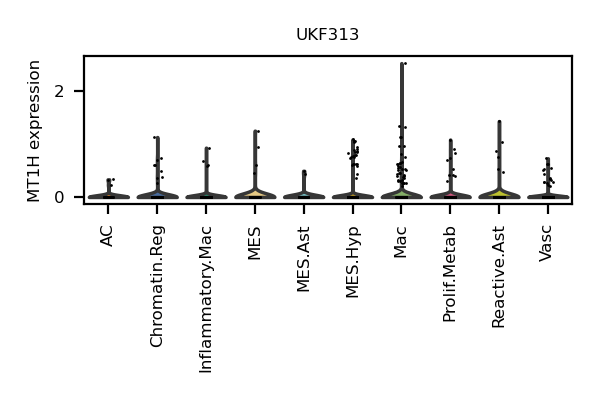 UKF313
MT1H expression
2
0
AC
Chromatin.Reg
Inflammatory.Mac
MES
MES.Ast
MES.Hyp
Mac
Prolif.Metab
Reactive.Ast
Vasc